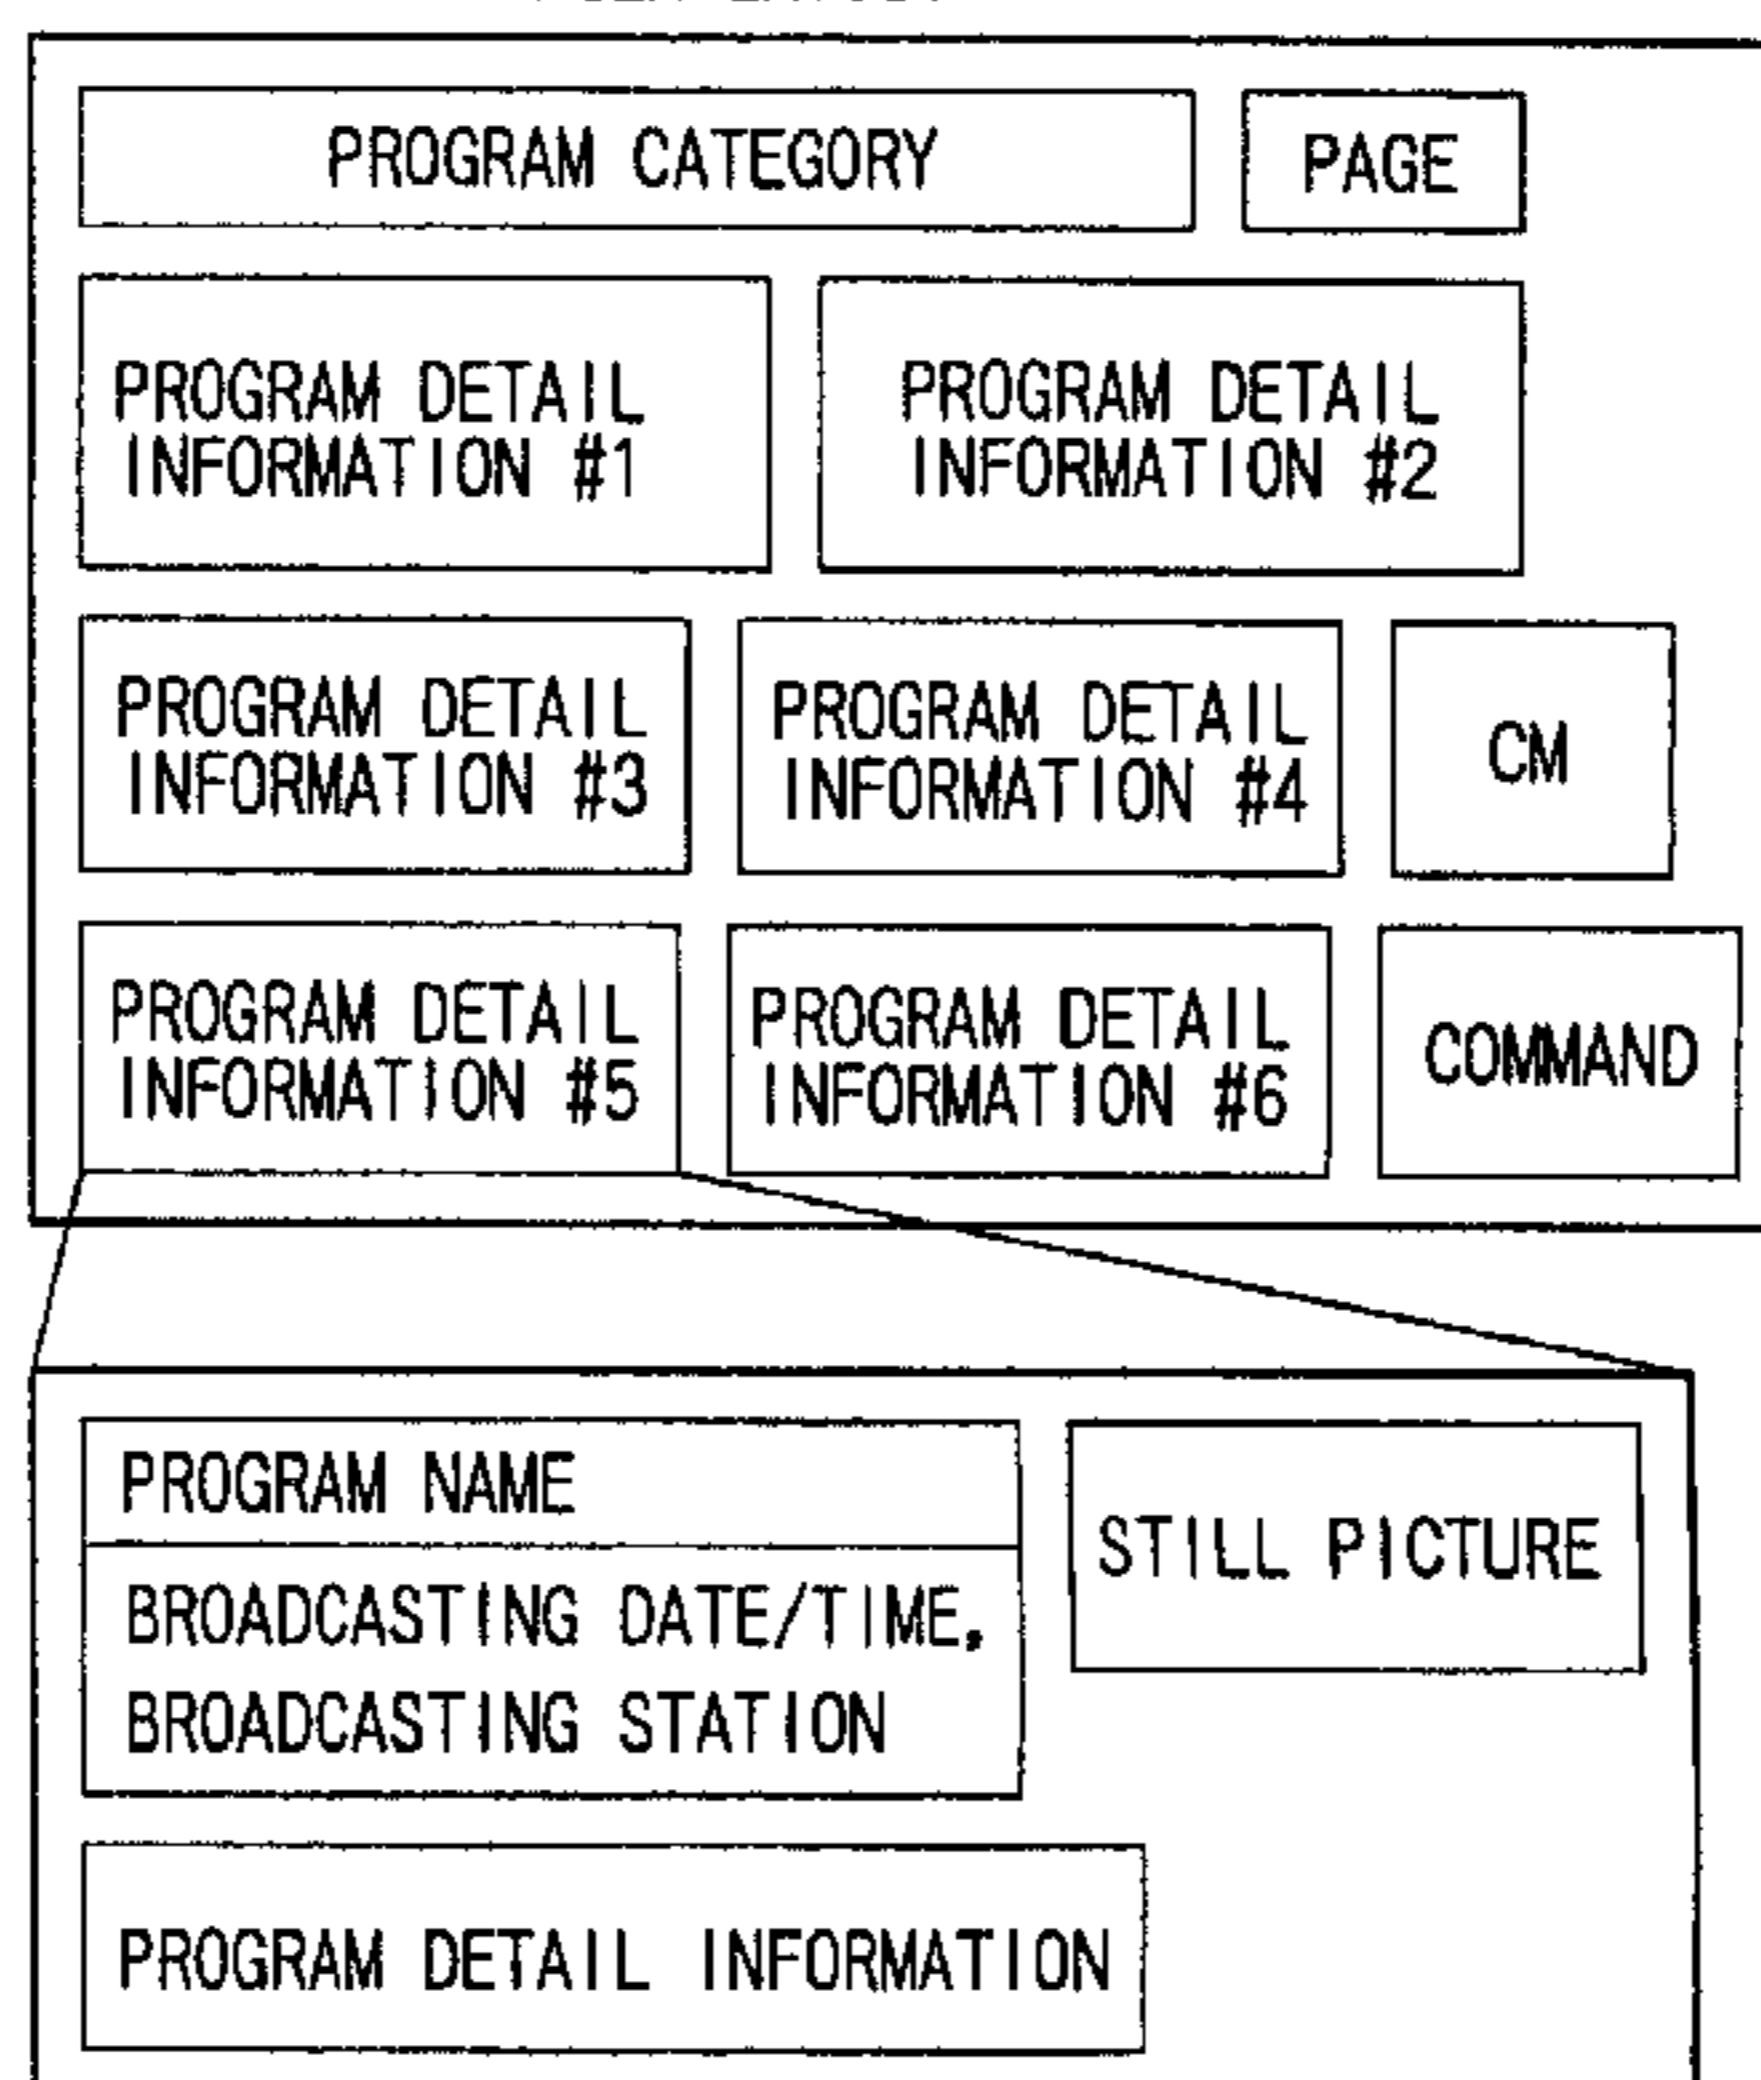 PROGRAM CATEGORY
PAGE
PROGRAM DETAIL
INFORMATION #1
PROGRAM DETAIL
INFORMATION #2
PROGRAM DETAIL
INFORMATION #3
PROGRAM DETAIL
INFORMATION #4
CM
PROGRAM DETAIL
INFORMATION #5
PROGRAM DETAIL
INFORMATION #6
COMMAND
PROGRAM NAME
BROADCASTING DATE/TIME,
BROADCASTING STATION
STILL PICTURE
PROGRAM DETAIL INFORMATION